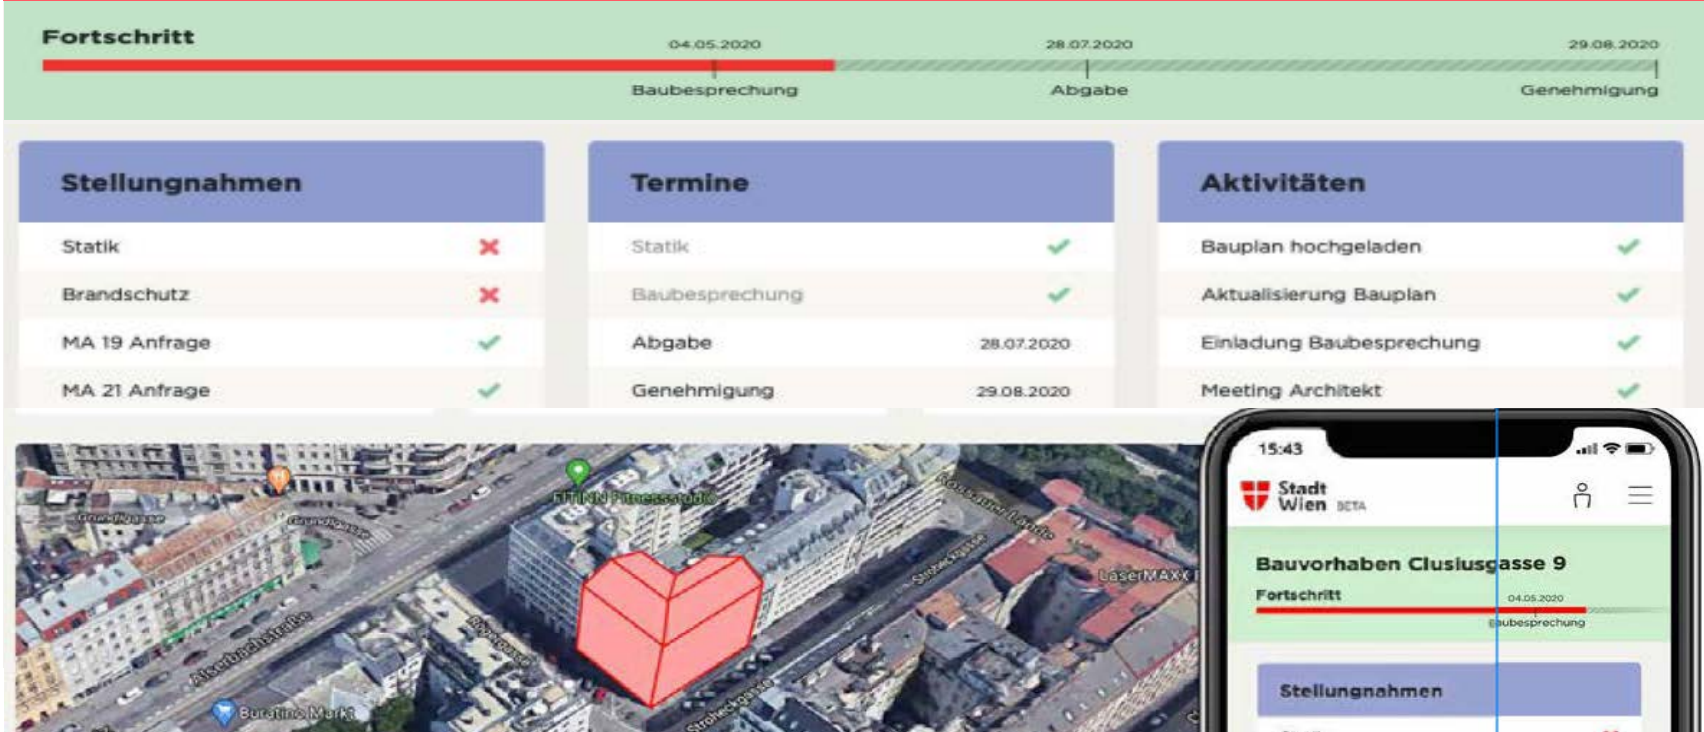 Fortschritt
04.05.2020
28.07.2020
29.08.2020
Baubesprechung
Abgabe
Genehmigung
Stellungnahmen
Statik
Brandschutz
MA 19 Anfrage
MA 21 Anfrage
Termine
Statik
Baubesprechung
Abgabe 28.07.2020
Genehmigung 29.08.2020
Aktivitäten
Bauplan hochgeladen
Aktualisierung Bauplan
Einladung Baubesprechung
Meeting Architekt
Grundlgasse
Grundlgasse
FITINN Fitnessstudio
Rossauer Lände
Stroheckgasse
LaserMAXX
Alserbachstraße
Rögergasse
Stroheckgasse
Buratino Markt
15:43
Stadt
Wien BETA
Bauvorhaben Clusiusgasse 9
Fortschritt
04.05.2020
Baubesprechung
Stellungnahmen